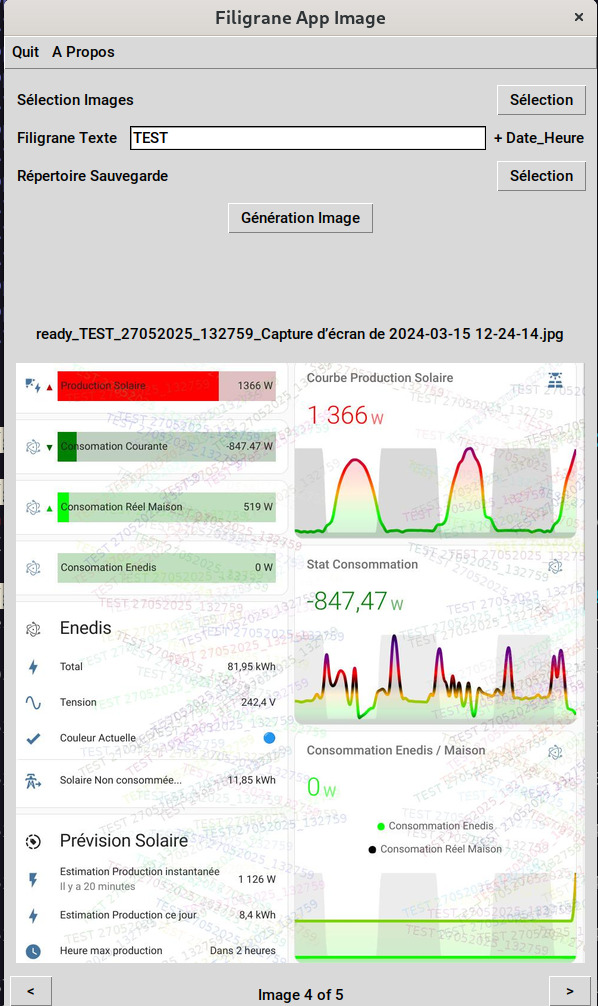 Filigrane App Image
×
Quit A Propos
Sélection Images
Sélection
Filigrane Texte
TEST
+ Date_Heure
Répertoire Sauvegarde
Sélection
Génération Image
ready_TEST_27052025_132759_Capture d'écran de 2024-03-15 12-24-14.jpg
Production Solaire
1366 W
Consomation Courante
-847.47 W
Consomation Réel Maison
519 W
Consomation Enedis
0 W
Enedis
Total
81,95 kWh
Tension
242,4 V
Couleur Actuelle
Solaire Non consommée...
11,85 kWh
Prévision Solaire
Estimation Production instantanée
Il y a 20 minutes
1 126 W
Estimation Production ce jour
8,4 kWh
Heure max production
Dans 2 heures
Courbe Production Solaire
1 366 W
Stat Consommation
-847,47 W
Consommation Enedis / Maison
0 W
Consommation Enedis
Consomation Réel Maison
TEST 27052025_132759
<
Image 4 of 5
>